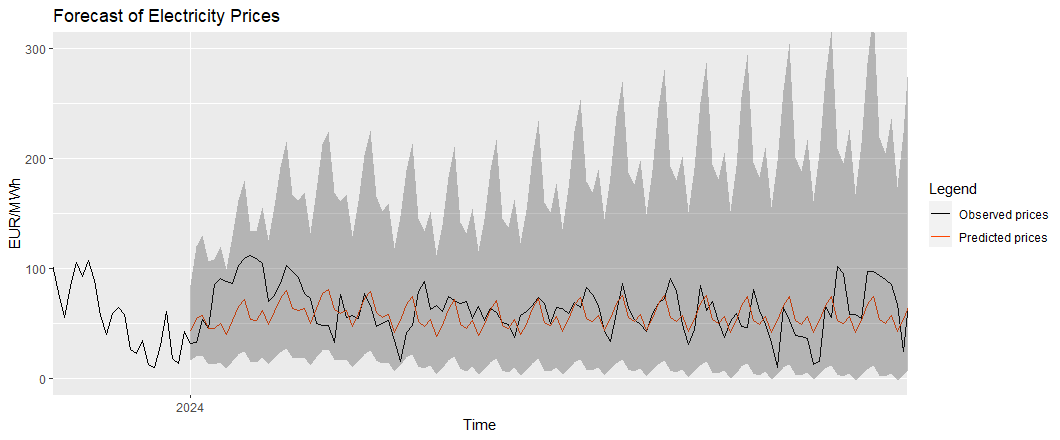 Forecast of Electricity Prices
300
200
100
0
EUR/MWh
2024
Time
Legend
Observed prices
Predicted prices